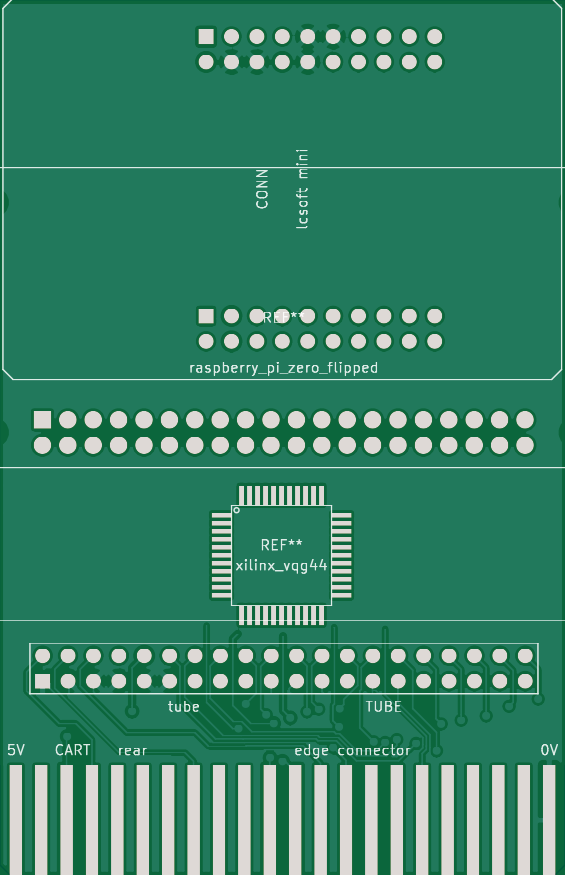 CONN
lcsoft mini
REF**
raspberry_pi_zero_flipped
REF**
xilinx_vqg44
tube TUBE
5V CART rear edge connector 0V